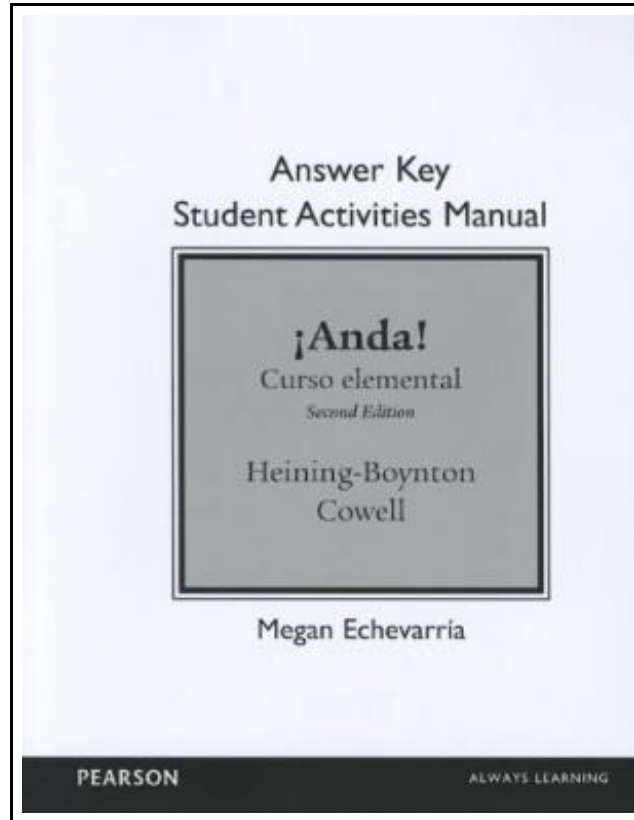 Answer Key
Student Activities Manual
¡Anda!
Curso elemental
Second Edition
Heining-Boynton
Cowell
Megan Echevarría
PEARSON
ALWAYS LEARNING